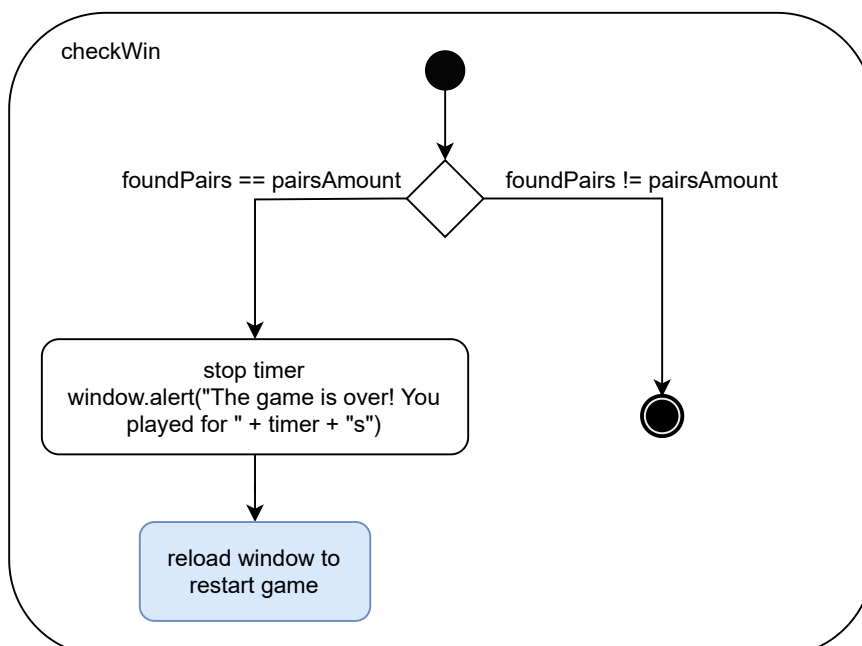 checkWin
foundPairs == pairsAmount
foundPairs != pairsAmount
stop timer
window.alert("The game is over! You
played for " + timer + "s")
reload window to
restart game